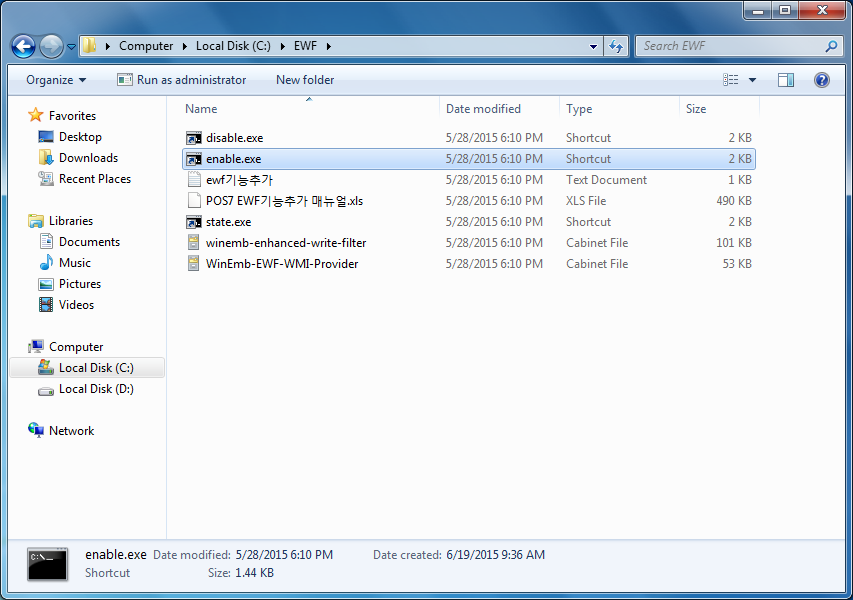 Computer Local Disk (C:) EWF Search EWF
Organize Run as administrator New folder
Favorites
Desktop
Downloads
Recent Places
Libraries
Documents
Music
Pictures
Videos
Computer
Local Disk (C:)
Local Disk (D:)
Network
Name Date modified Type Size
disable.exe 5/28/2015 6:10 PM Shortcut 2 KB
enable.exe 5/28/2015 6:10 PM Shortcut 2 KB
ewf기능추가 5/28/2015 6:10 PM Text Document 1 KB
POS7 EWF기능추가 매뉴얼.xls 5/28/2015 6:10 PM XLS File 490 KB
state.exe 5/28/2015 6:10 PM Shortcut 2 KB
winemb-enhanced-write-filter 5/28/2015 6:10 PM Cabinet File 101 KB
WinEmb-EWF-WMI-Provider 5/28/2015 6:10 PM Cabinet File 53 KB
C:\_
enable.exe Date modified: 5/28/2015 6:10 PM Date created: 6/19/2015 9:36 AM
Shortcut Size: 1.44 KB